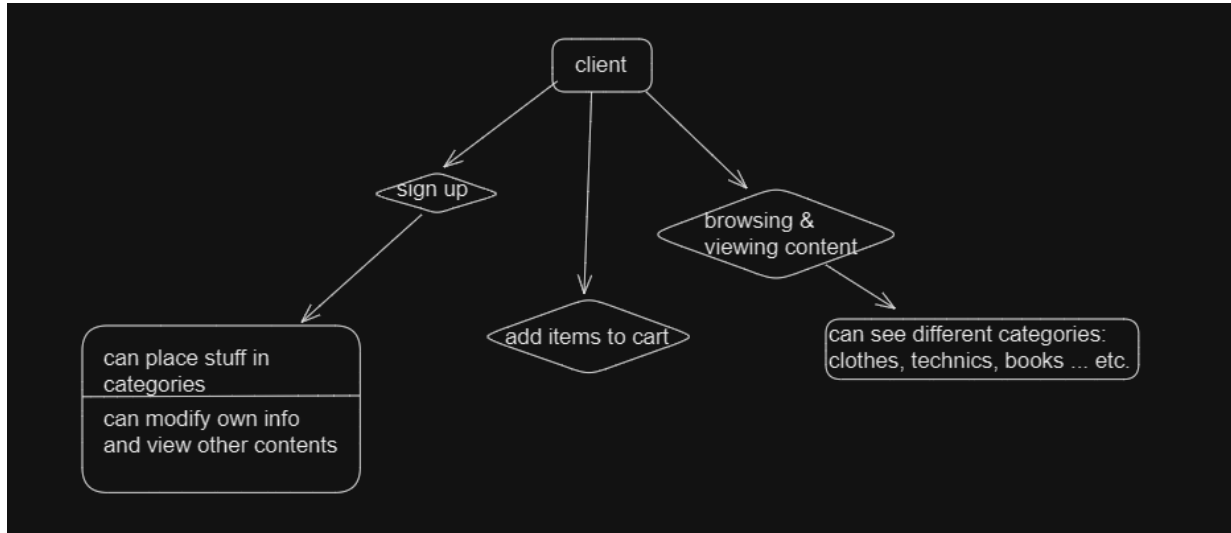 client
sign up
browsing &
viewing content
add items to cart
can see different categories:
clothes, technics, books ... etc.
can place stuff in
categories
can modify own info
and view other contents